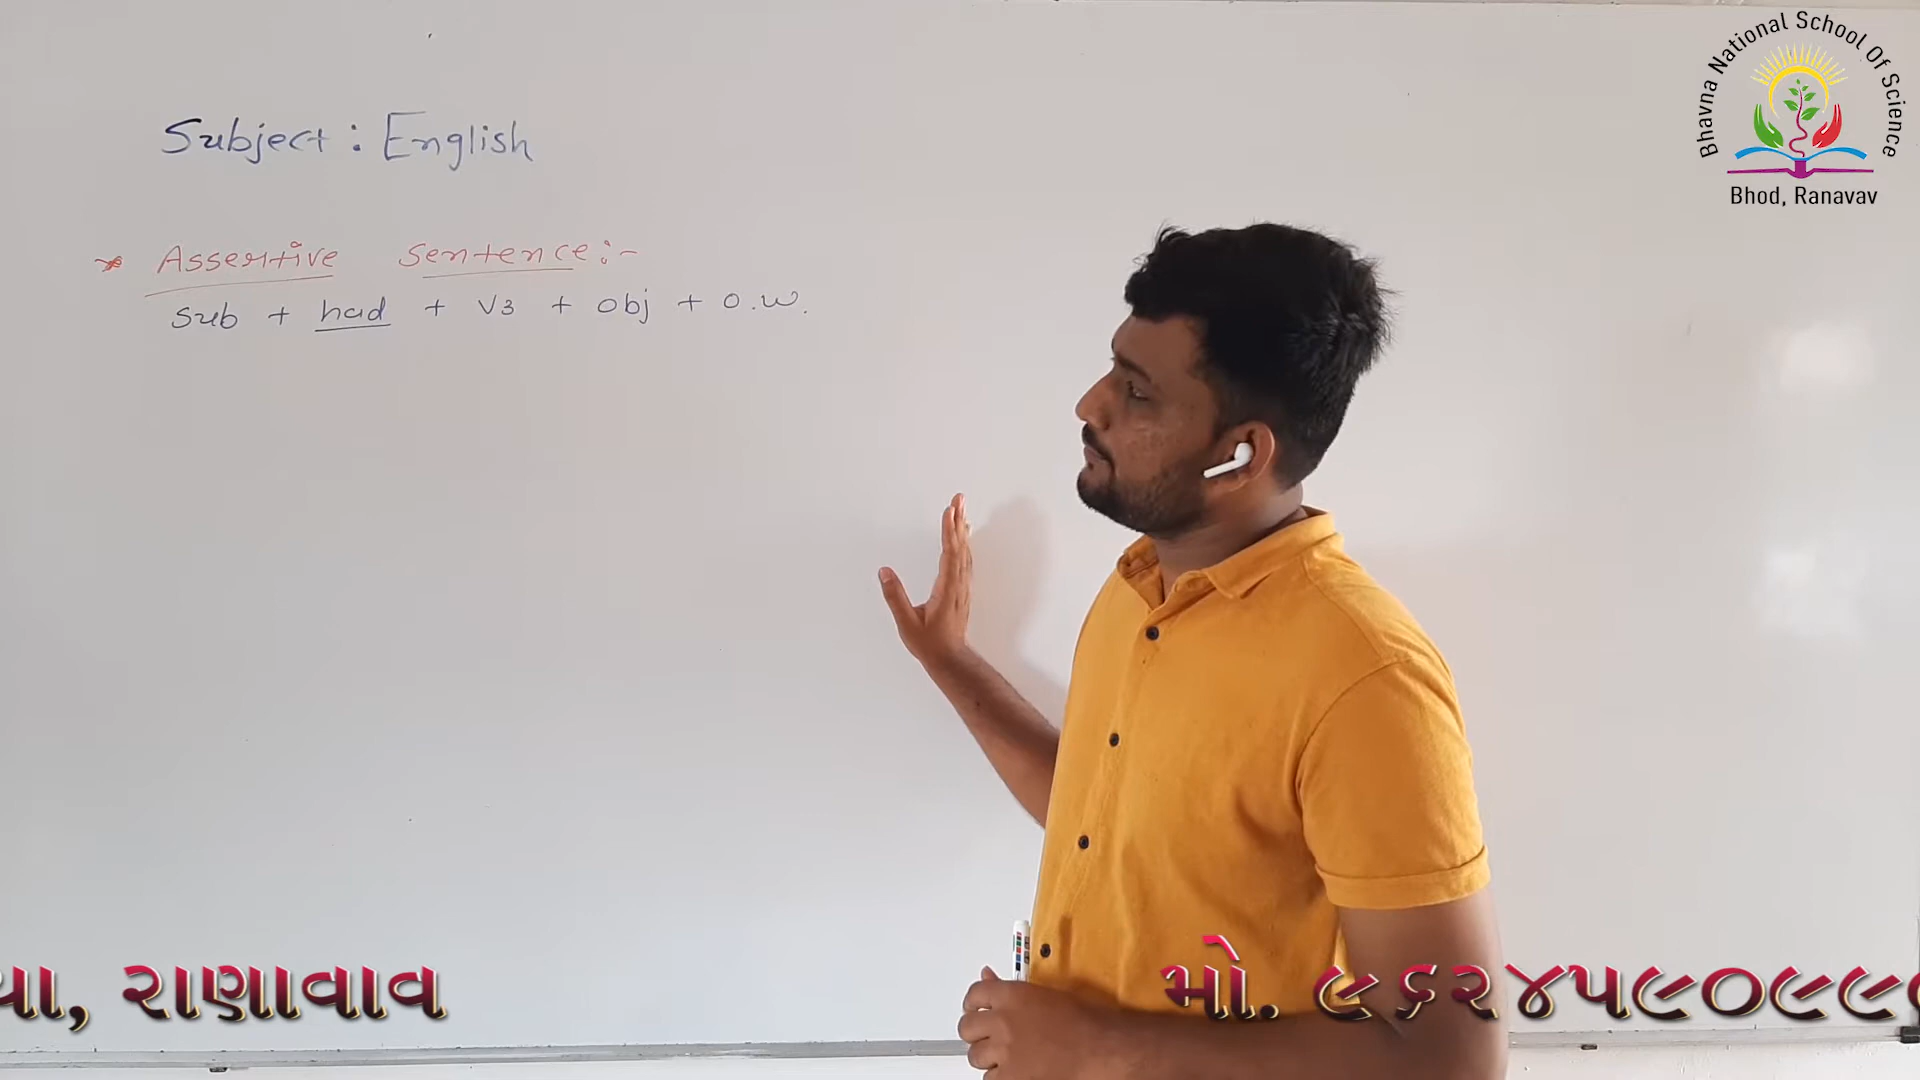 Bhavna National School Of Science
Bhod, Ranavav
Subject : English
* Assertive Sentence :-
Sub + had + V3 + obj + o.w.
રાણાવાવ
મો. ૯૬૨૪૫૯૦૯૯